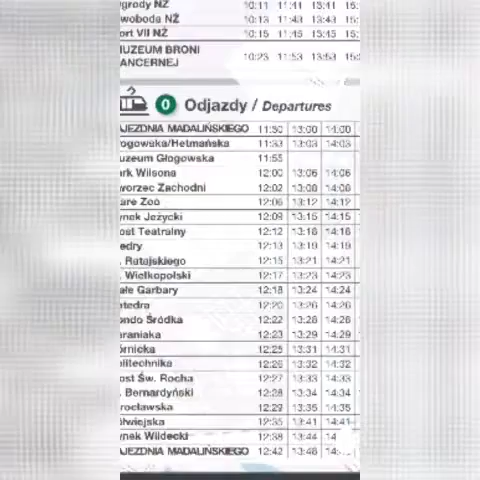 grody NŻ 10:11 11:41 13:41 15:
woboda NŻ 10:13 11:43 13:43 15:
ort VII NŻ 10:15 11:45 13:45 15:
MUZEUM BRONI
ANCERNEJ 10:23 11:53 13:53
0 Odjazdy / Departures
AJEZDNIA MADALIŃSKIEGO 11:30 13:00 14:00
ogowska/Hetmańska 11:33 13:03 14:03
uzeum Głogowska 11:55
ark Wilsona 12:00 13:06 14:06
worzec Zachodni 12:02 13:08 14:08
are Zoo 12:06 13:12 14:12
ynek Jeżycki 12:09 13:15 14:15
ost Teatralny 12:12 13:18 14:18
edry 12:13 13:19 14:19
. Ratajskiego 12:15 13:21 14:21
. Wielkopolski 12:17 13:23 14:23
ałe Garbary 12:18 13:24 14:24
atedra 12:20 13:26 14:26
ondo Śródka 12:22 13:28 14:28
araniaka 12:23 13:29 14:29
órnicka 12:25 13:31 14:31
olitechnika 12:26 13:32 14:32
ost Św. Rocha 12:27 13:33 14:33
. Bernardyński 12:28 13:34 14:34
rocławska 12:29 13:35 14:35
ółwiejska 12:35 13:41 14:41
ynek Wildecki 12:38 13:44 14
AJEZDNIA MADALIŃSKIEGO 12:42 13:48 14: